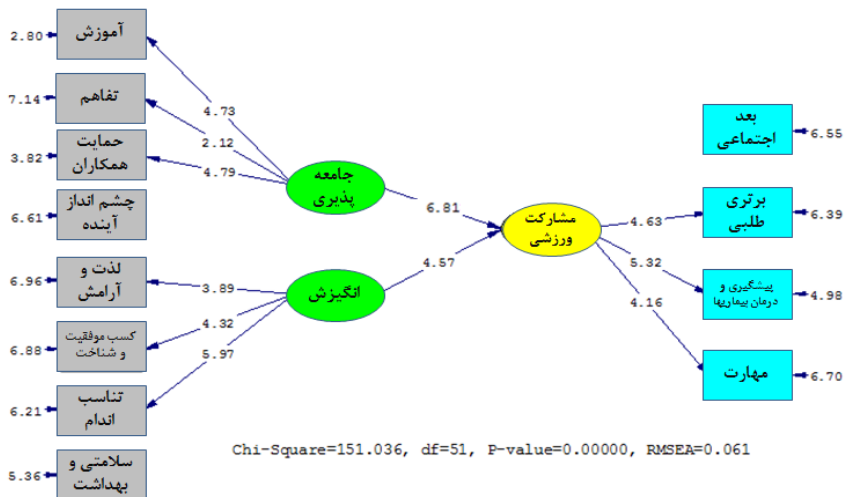 آموزش
2.80
تفاهم
7.14
حمایت
همکاران
3.82
چشم انداز
آینده
6.61
لذت و
آرامش
6.96
کسب موفقیت
و شناخت
6.88
تناسب
اندام
6.21
سلامتی و
بهداشت
5.36
4.73
2.12
4.79
3.89
4.32
5.97
جامعه
پذیری
انگیزش
6.81
4.57
مشارکت
ورزشی
4.63
5.32
4.16
بعد
اجتماعی
6.55
برتری
طلبی
6.39
پیشگیری و
درمان بیماریها
4.98
مهارت
6.70
Chi-Square=151.036, df=51, P-value=0.00000, RMSEA=0.061